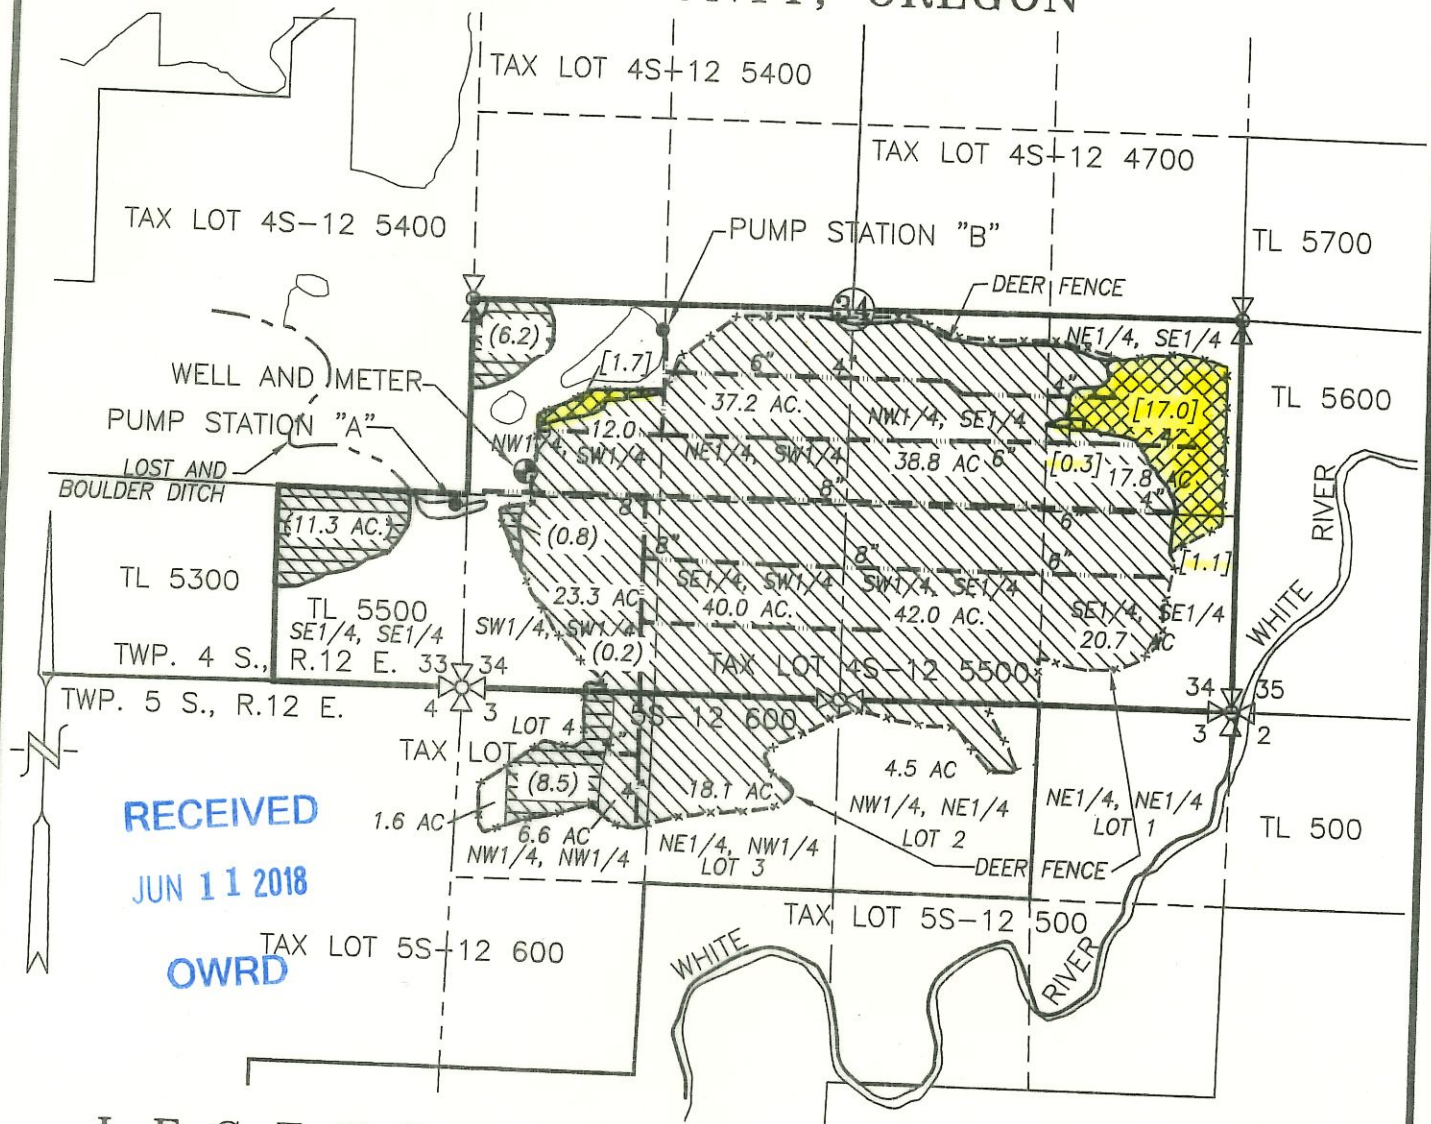 OREGON
TAX LOT 4S-12 5400
TAX LOT 4S-12 4700
TAX LOT 4S-12 5400
PUMP STATION "B"
TL 5700
DEER FENCE
34
(6.2)
NE1/4, SE1/4
[1.7]
6"
4"
WELL AND METER
4"
37.2 AC.
[17.0]
TL 5600
PUMP STATION "A"
12.0
NW1/4, SE1/4
4"
NW1/4, SW1/4
NE1/4, SW1/4
38.8 AC
6"
[0.3]
17.8 AC
LOST AND
BOULDER DITCH
8"
8"
4"
RIVER
(11.3 AC.)
(0.8)
6"
8"
8"
6"
[1.1]
TL 5300
SE1/4, SW1/4
SW1/4, SE1/4
23.3 AC
40.0 AC.
42.0 AC.
TL 5500
SE1/4, SE1/4
SE1/4, SE1/4
WHITE
SW1/4, SW1/4
20.7 AC
(0.2)
TWP. 4 S., R.12 E.
33
34
TAX LOT 4S-12 5500
34
35
TWP. 5 S., R.12 E.
4
3
LOT 4
5S-12 600
3
2
TAX LOT
4.5 AC
(8.5)
4"
18.1 AC
NW1/4, NE1/4
LOT 2
NE1/4, NE1/4
LOT 1
RECEIVED
1.6 AC
6.6 AC
TL 500
NW1/4, NW1/4
NE1/4, NW1/4
LOT 3
DEER FENCE
JUN 11 2018
TAX LOT 5S-12 500
TAX LOT 5S-12 600
OWRD
WHITE
RIVER